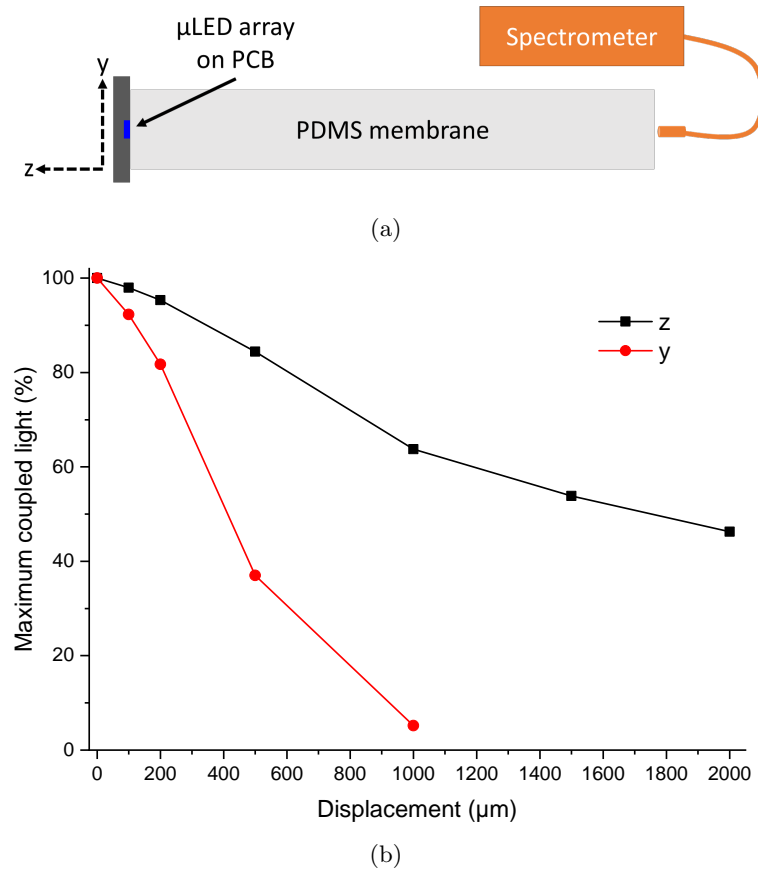 μLED array
on PCB
y
z
PDMS membrane
Spectrometer
(a)
Maximum coupled light (%)
100
80
60
40
20
0
z
y
0 200 400 600 800 1000 1200 1400 1600 1800 2000
Displacement (μm)
(b)